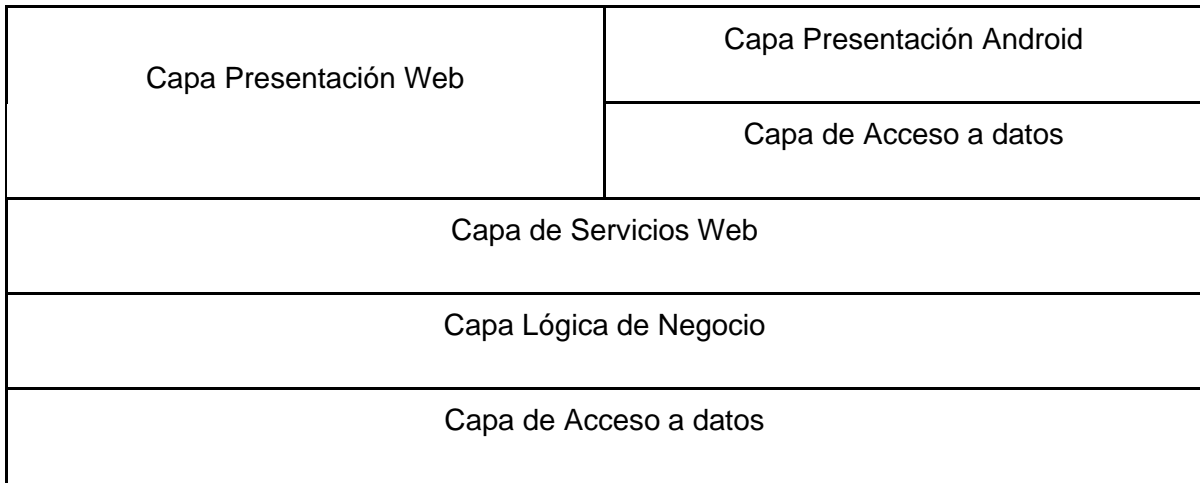 Capa Presentación Web
Capa Presentación Android
Capa de Acceso a datos
Capa de Servicios Web
Capa Lógica de Negocio
Capa de Acceso a datos